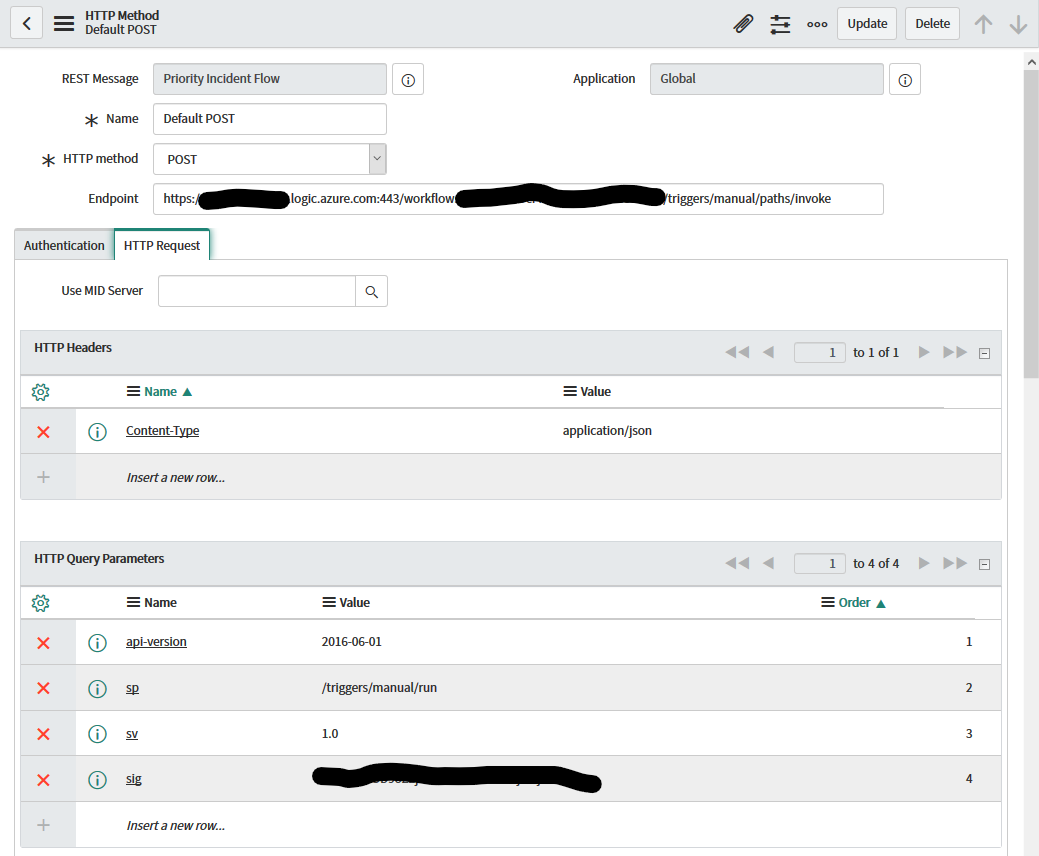 HTTP Method
Default POST
Update
Delete
REST Message
Priority Incident Flow
Application
Global
Name
Default POST
HTTP method
POST
Endpoint
https:/ .logic.azure.com:443/workflow /triggers/manual/paths/invoke
Authentication
HTTP Request
Use MID Server
HTTP Headers
1 to 1 of 1
Name
Value
Content-Type
application/json
Insert a new row...
HTTP Query Parameters
1 to 4 of 4
Name
Value
Order
api-version
2016-06-01
1
sp
/triggers/manual/run
2
sv
1.0
3
sig
4
Insert a new row...